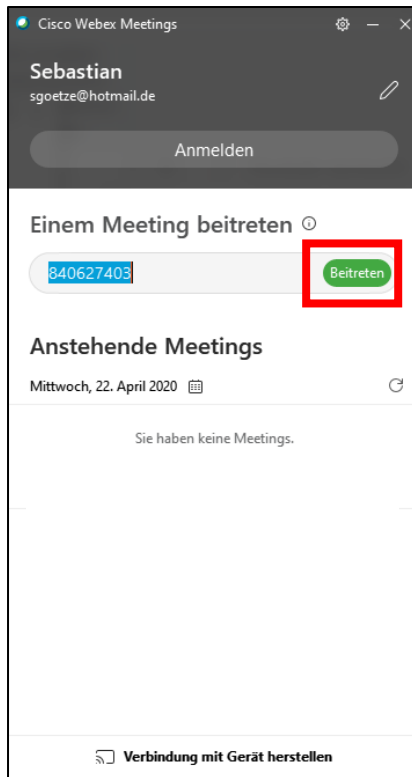 Cisco Webex Meetings
Sebastian
sgoetze@hotmail.de
Anmelden
Einem Meeting beitreten
840627403 Beitreten
Anstehende Meetings
Mittwoch, 22. April 2020
Sie haben keine Meetings.
Verbindung mit Gerät herstellen